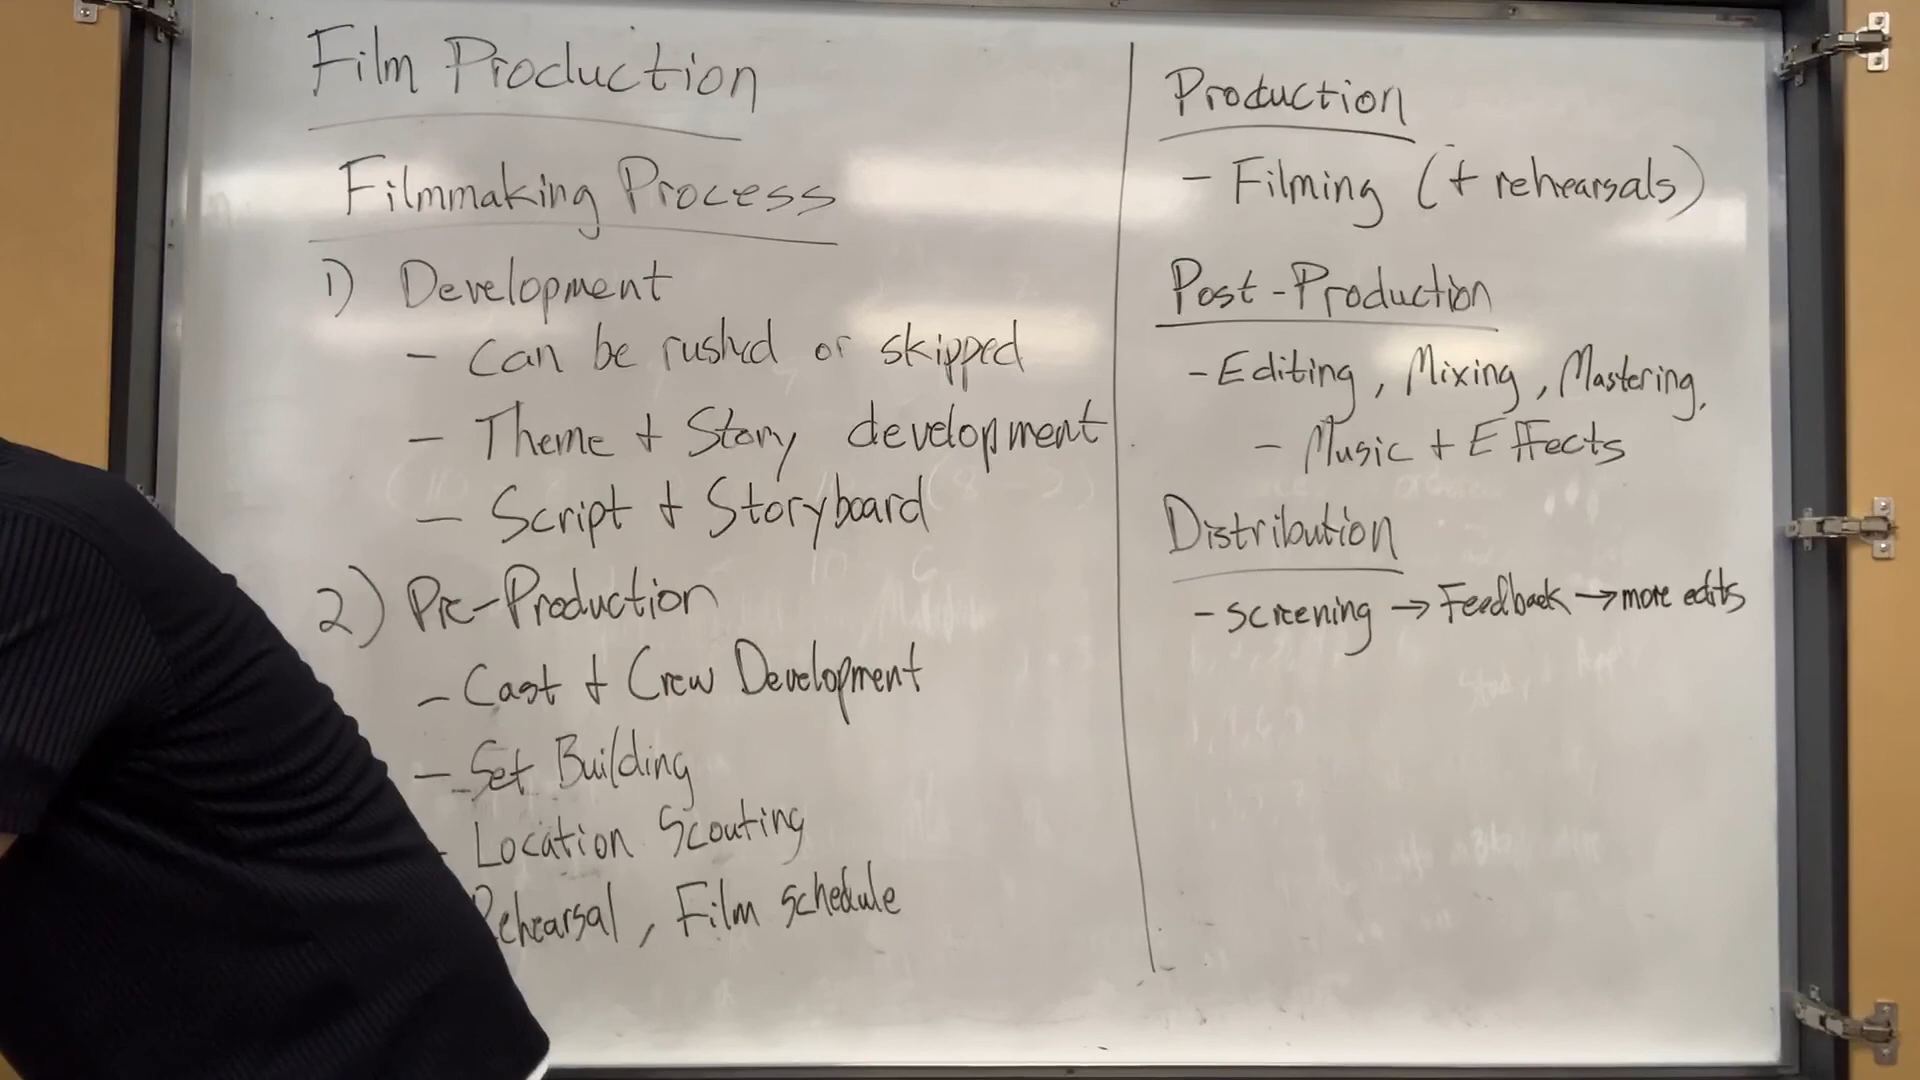 Film Production
Filmmaking Process
1) Development
- Can be rushed or skipped
- Theme + Story development
- Script + Storyboard
2) Pre-Production
- Cast + Crew Development
- Set Building
- Location Scouting
Rehearsal, Film schedule
Production
- Filming (+ rehearsals)
Post-Production
- Editing, Mixing, Mastering,
- Music + Effects
Distribution
- screening → Feedback → more edits